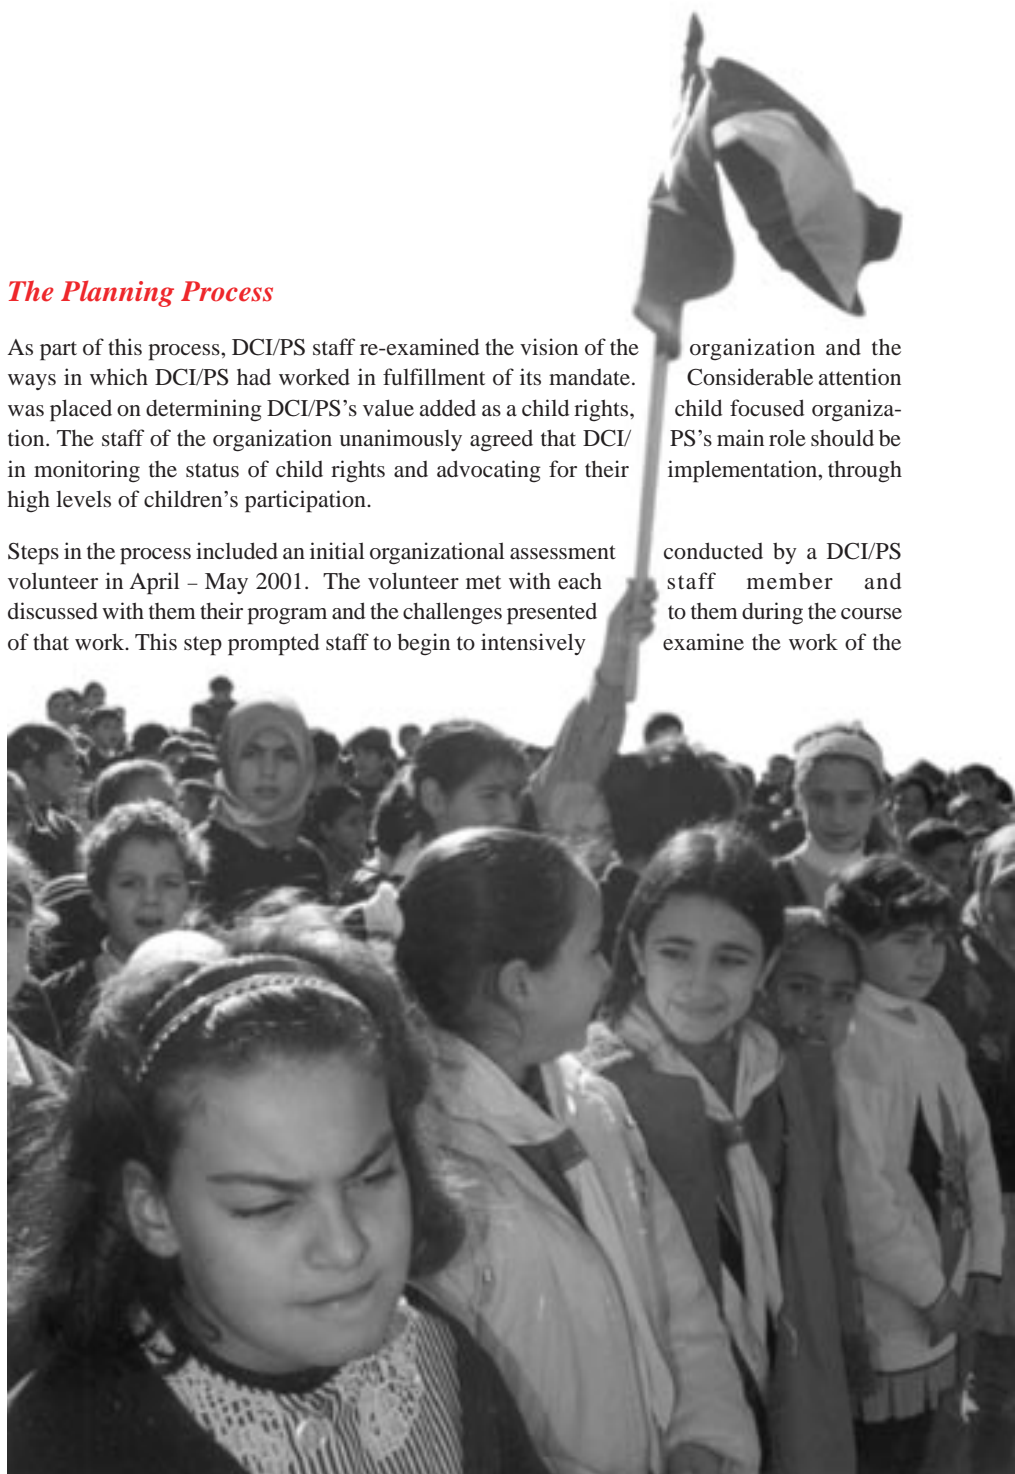 The Planning Process
As part of this process, DCI/PS staff re-examined the vision of the organization and the
ways in which DCI/PS had worked in fulfillment of its mandate. Considerable attention
was placed on determining DCI/PS's value added as a child rights, child focused organiza-
tion. The staff of the organization unanimously agreed that DCI/ PS's main role should be
in monitoring the status of child rights and advocating for their implementation, through
high levels of children's participation.
Steps in the process included an initial organizational assessment conducted by a DCI/PS
volunteer in April – May 2001. The volunteer met with each staff member and
discussed with them their program and the challenges presented to them during the course
of that work. This step prompted staff to begin to intensively examine the work of the